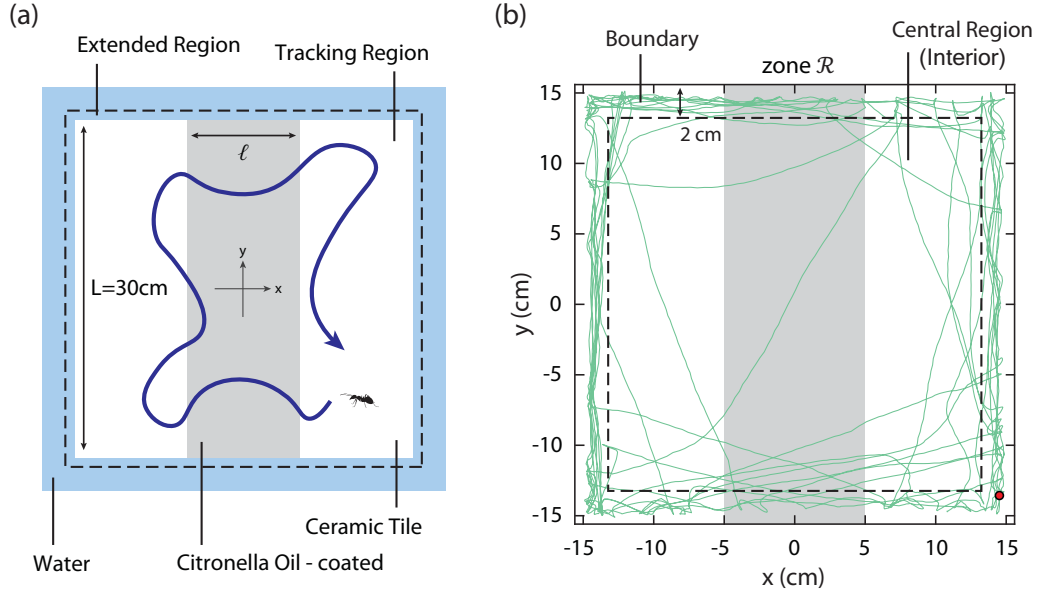 (a)
Extended Region
Tracking Region
ℓ
L=30cm
y
x
Ceramic Tile
Water
Citronella Oil - coated
(b)
Boundary
zone ℛ
Central Region
(Interior)
2 cm
15
10
5
0
-5
-10
-15
y (cm)
-15 -10 -5 0 5 10 15
x (cm)